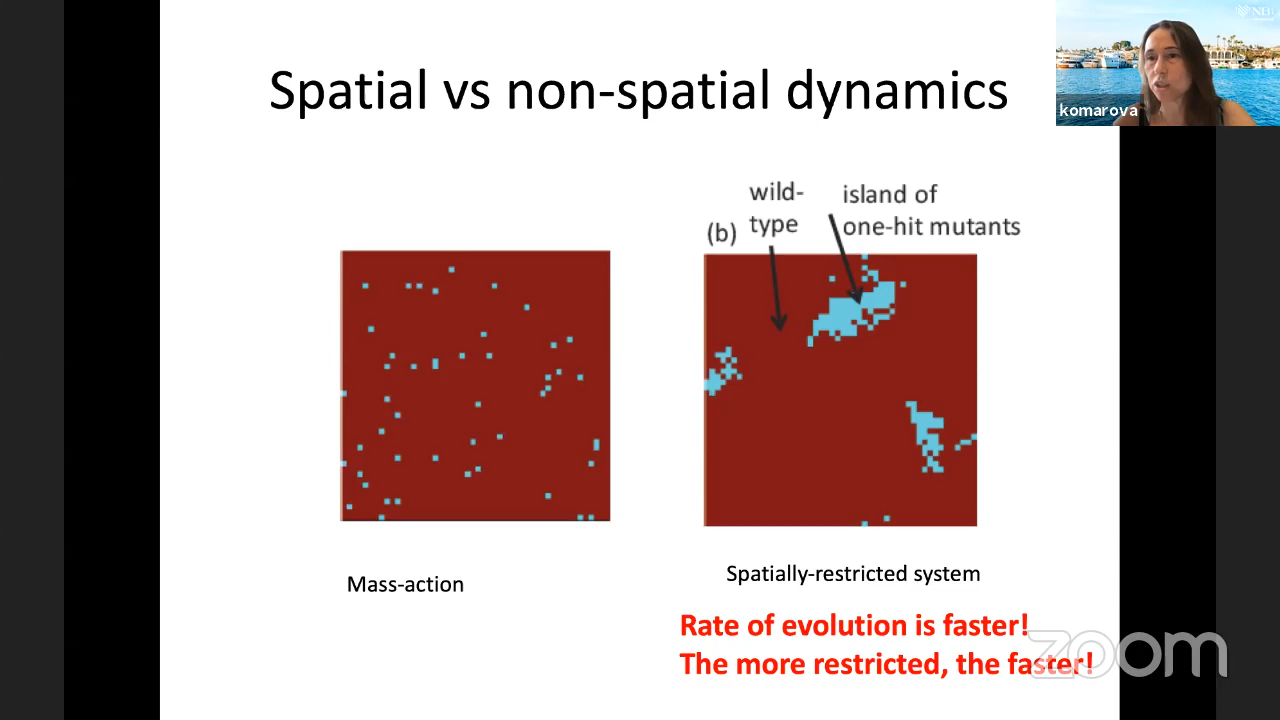 Spatial vs non-spatial dynamics
NB
komarova
wild-
type
island of
one-hit mutants
(b)
Mass-action
Spatially-restricted system
Rate of evolution is faster!
The more restricted, the faster!
zoom